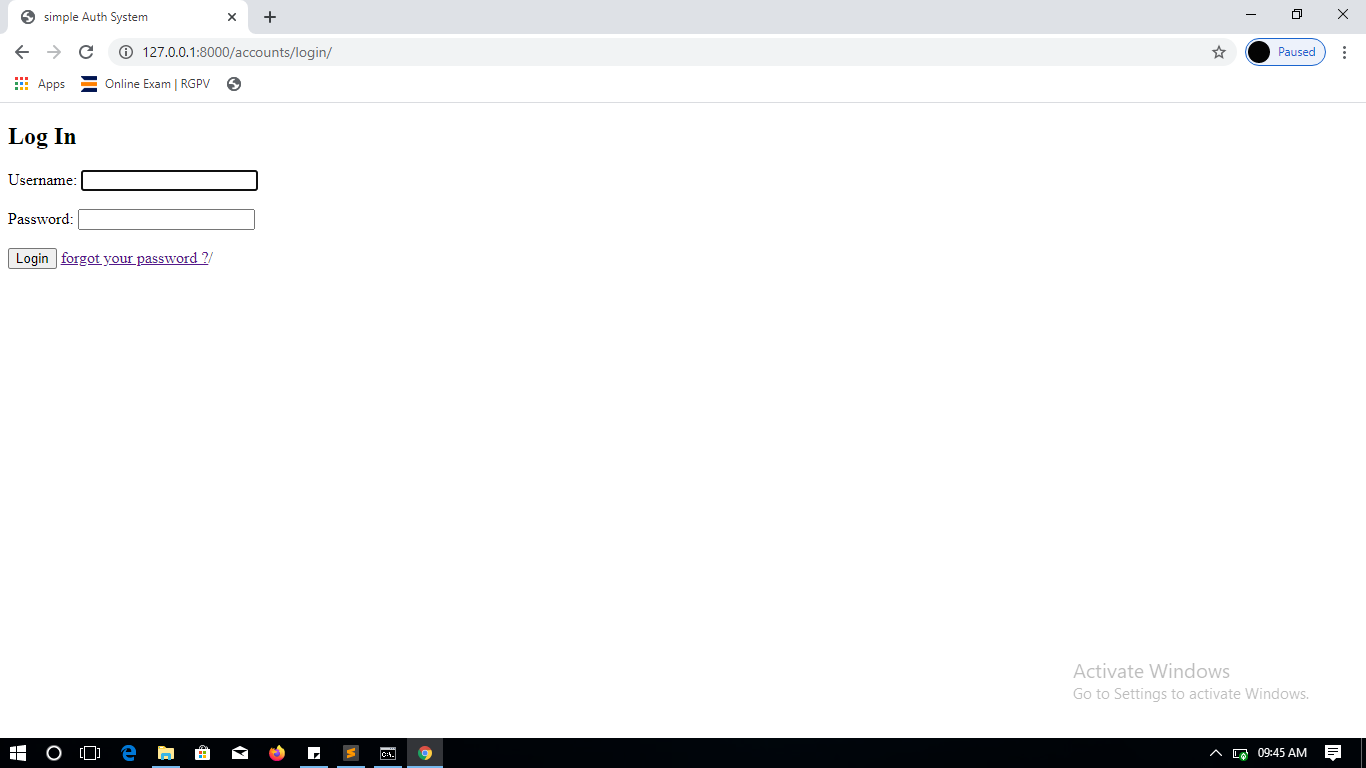 simple Auth System
127.0.0.1:8000/accounts/login/
Paused
Apps Online Exam | RGPV
Log In
Username:
Password:
Login forgot your password ?/
Activate Windows
Go to Settings to activate Windows.
09:45 AM